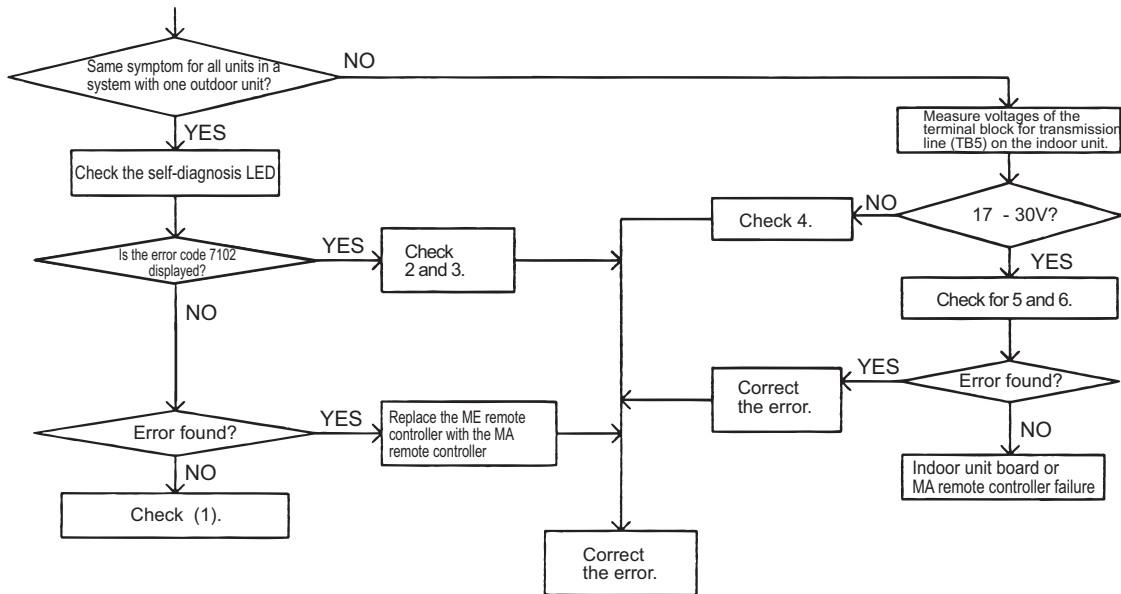 Same symptom for all units in a
system with one outdoor unit?
NO
YES
Measure voltages of the
terminal block for transmission
line (TB5) on the indoor unit.
Check the self-diagnosis LED
17 - 30V?
NO
Check 4.
YES
Is the error code 7102
displayed?
YES
Check
2 and 3.
NO
Check for 5 and 6.
Error found?
YES
Correct
the error.
NO
Indoor unit board or
MA remote controller failure
Error found?
YES
Replace the ME remote
controller with the MA
remote controller
NO
Check (1).
Correct
the error.